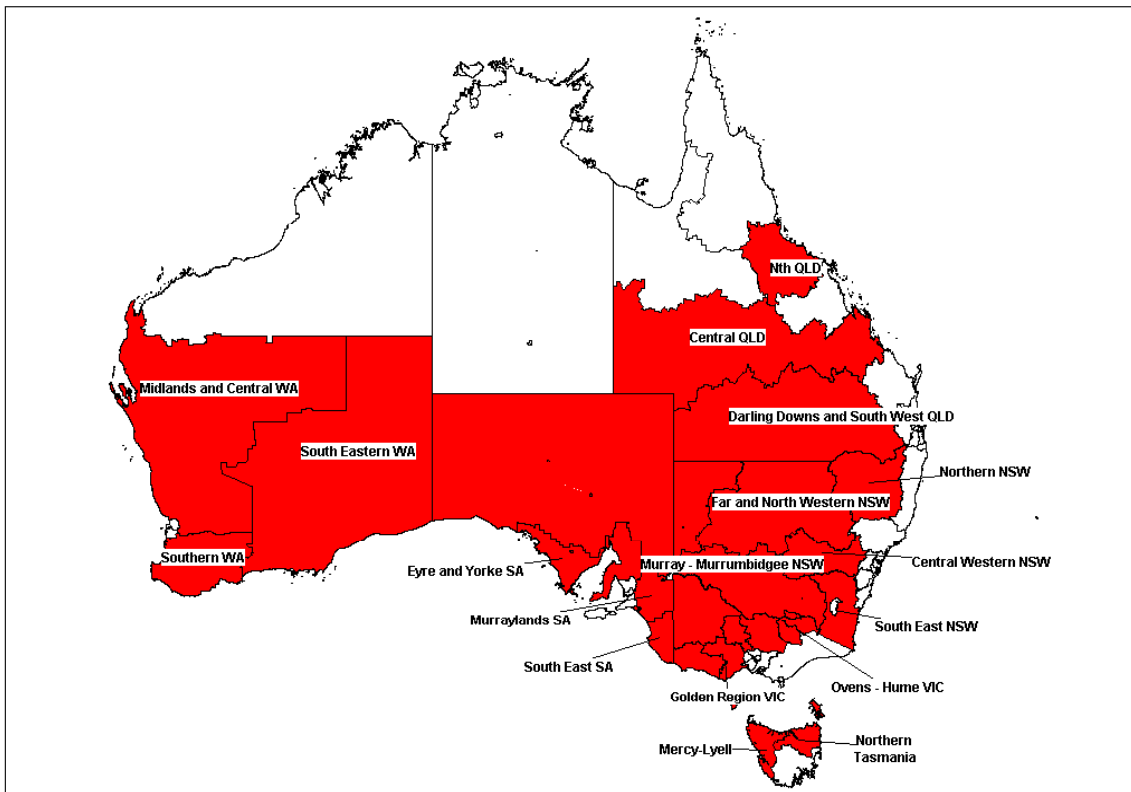 Nth QLD
Central QLD
Midlands and Central WA
Darling Downs and South West QLD
South Eastern WA
Northern NSW
Far and North Western NSW
Southern WA
Eyre and Yorke SA
Murray - Murrumbidgee NSW
Central Western NSW
Murraylands SA
South East NSW
South East SA
Ovens - Hume VIC
Golden Region VIC
Mercy-Lyell
Northern
Tasmania